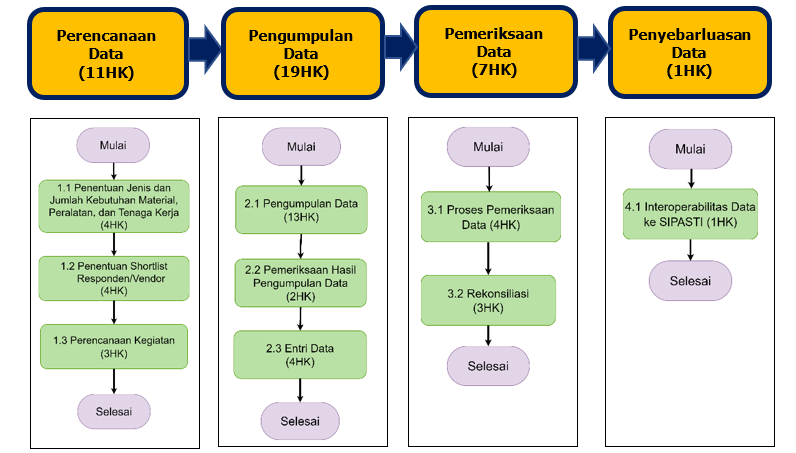 Perencanaan
Data
(11HK)
Pengumpulan
Data
(19HK)
Pemeriksaan
Data
(7HK)
Penyebarluasan
Data
(1HK)
Mulai
1.1 Penentuan Jenis dan
Jumlah Kebutuhan Material,
Peralatan, dan Tenaga Kerja
(4HK)
1.2 Penentuan Shortlist
Responden/Vendor
(4HK)
1.3 Perencanaan Kegiatan
(3HK)
Selesai
Mulai
2.1 Pengumpulan Data
(13HK)
2.2 Pemeriksaan Hasil
Pengumpulan Data
(2HK)
2.3 Entri Data
(4HK)
Selesai
Mulai
3.1 Proses Pemeriksaan
Data (4HK)
3.2 Rekonsiliasi
(3HK)
Selesai
Mulai
4.1 Interoperabilitas Data
ke SIPASTI (1HK)
Selesai